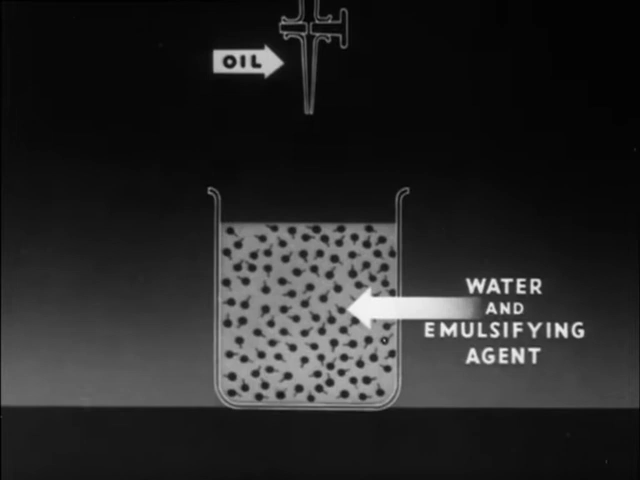 OIL
WATER
AND
EMULSIFYING
AGENT